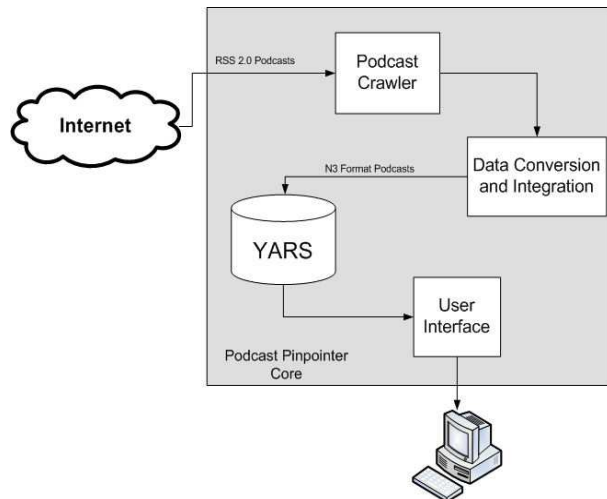 RSS 2.0 Podcasts
Podcast
Crawler
Internet
Data Conversion
and Integration
N3 Format Podcasts
YARS
User
Interface
Podcast Pinpointer
Core